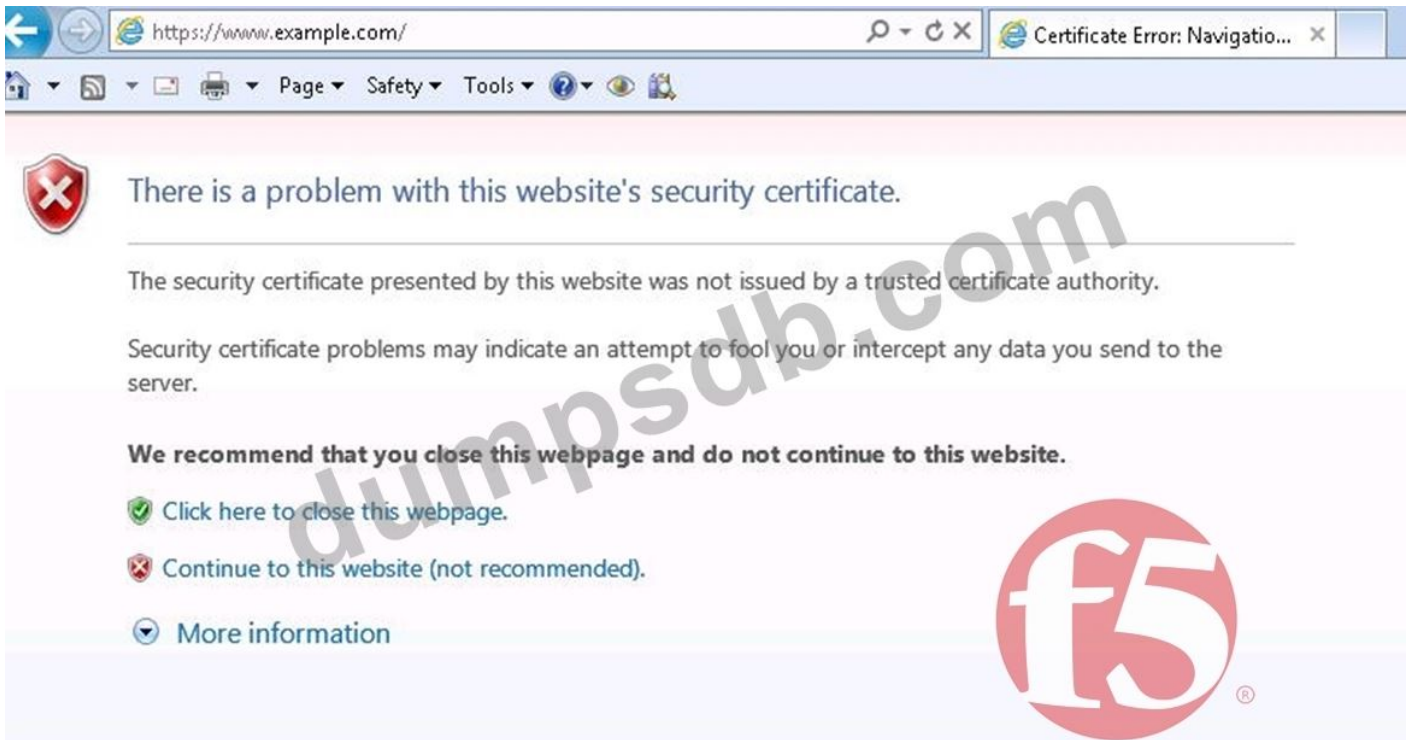 https://www.example.com/
Certificate Error: Navigatio...
Page Safety Tools
There is a problem with this website's security certificate.
The security certificate presented by this website was not issued by a trusted certificate authority.
Security certificate problems may indicate an attempt to fool you or intercept any data you send to the
server.
We recommend that you close this webpage and do not continue to this website.
Click here to close this webpage.
Continue to this website (not recommended).
More information
dumpsdb.com
f5
®